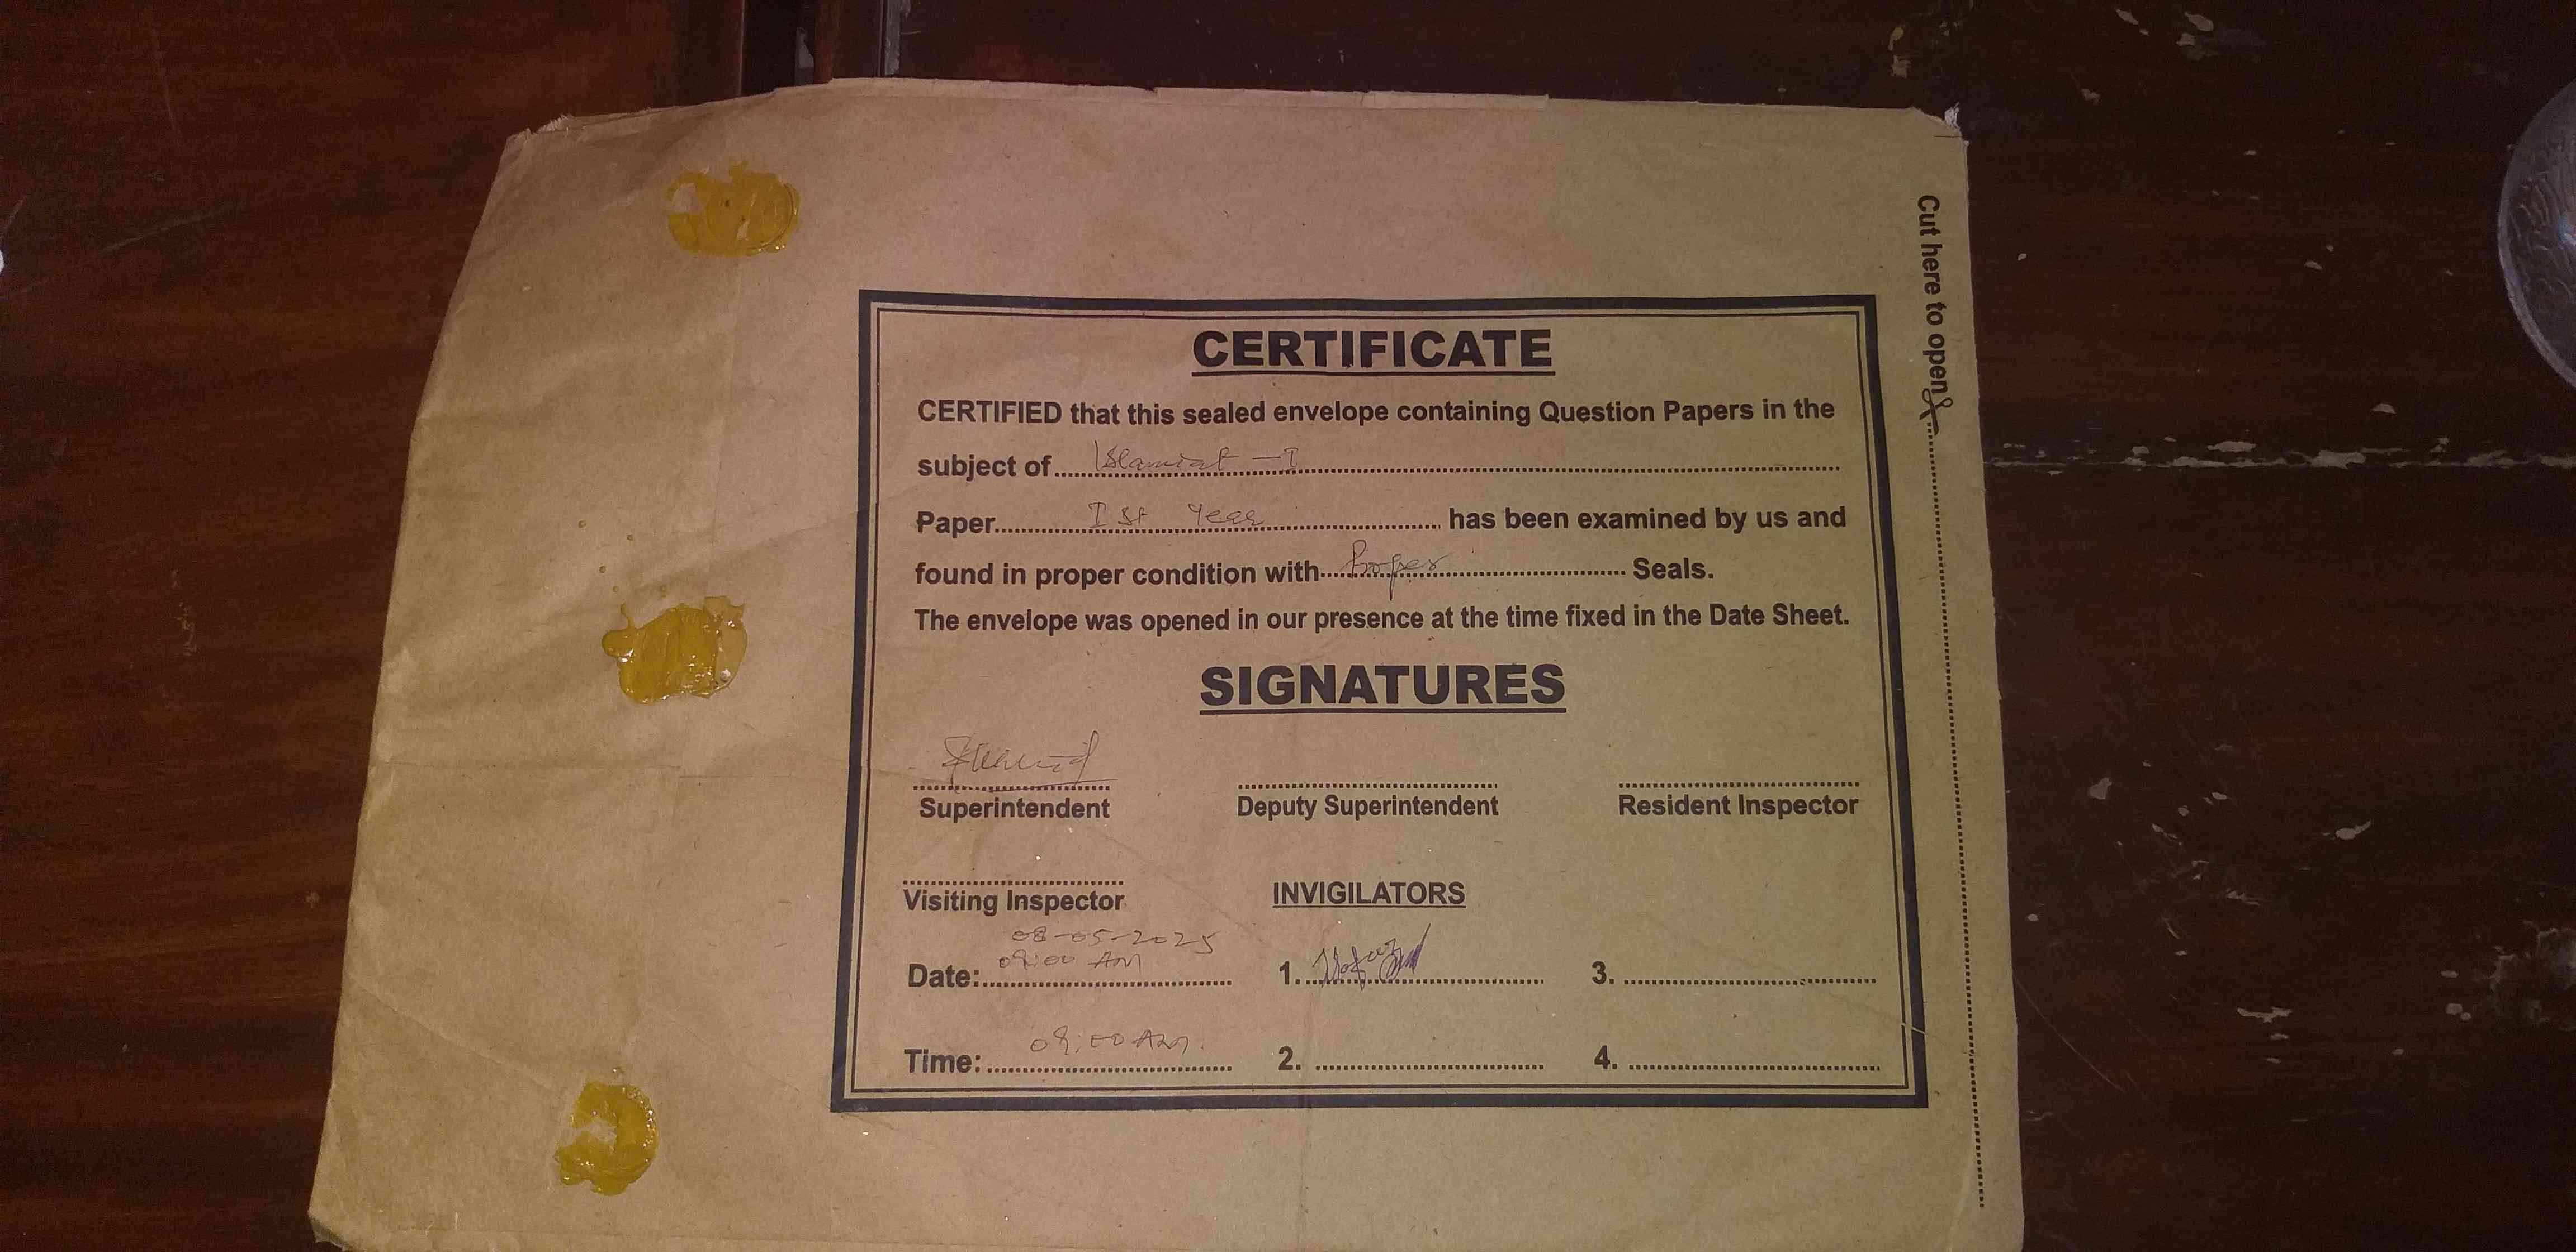 Cut here to open
CERTIFICATE
CERTIFIED that this sealed envelope containing Question Papers in the
subject of Islamiat - I
Paper 1st Year has been examined by us and
found in proper condition with Proper Seals.
The envelope was opened in our presence at the time fixed in the Date Sheet.
SIGNATURES
Superintendent Deputy Superintendent Resident Inspector
Visiting Inspector INVIGILATORS
08-05-2025
09:00 AM
Date: 1. 3.
09:00 AM
Time: 2. 4.